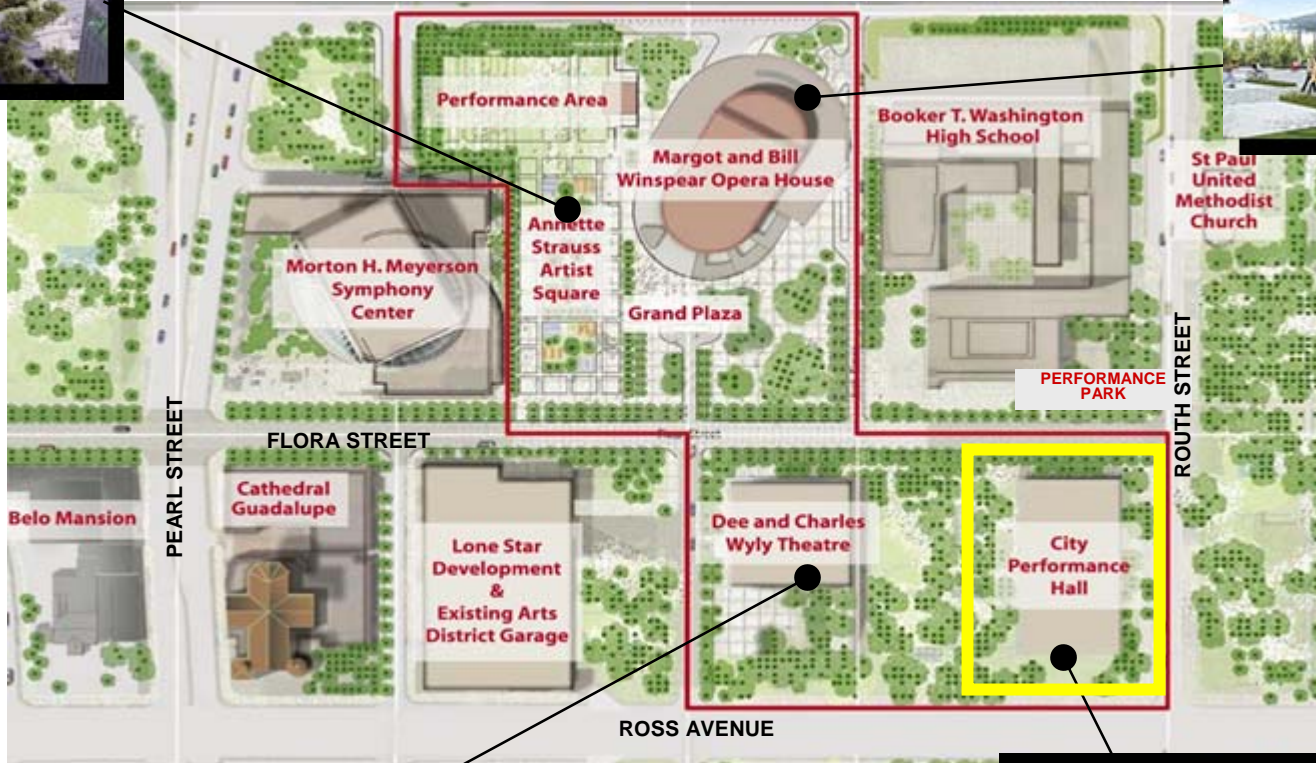 Performance Area
Margot and Bill
Winspear Opera House
Booker T. Washington
High School
St Paul
United
Methodist
Church
Annette
Strauss
Artist
Square
Morton H. Meyerson
Symphony
Center
Grand Plaza
PERFORMANCE
PARK
ROUTH STREET
PEARL STREET
FLORA STREET
Belo Mansion
Cathedral
Guadalupe
Lone Star
Development
&
Existing Arts
District Garage
Dee and Charles
Wyly Theatre
City
Performance
Hall
ROSS AVENUE